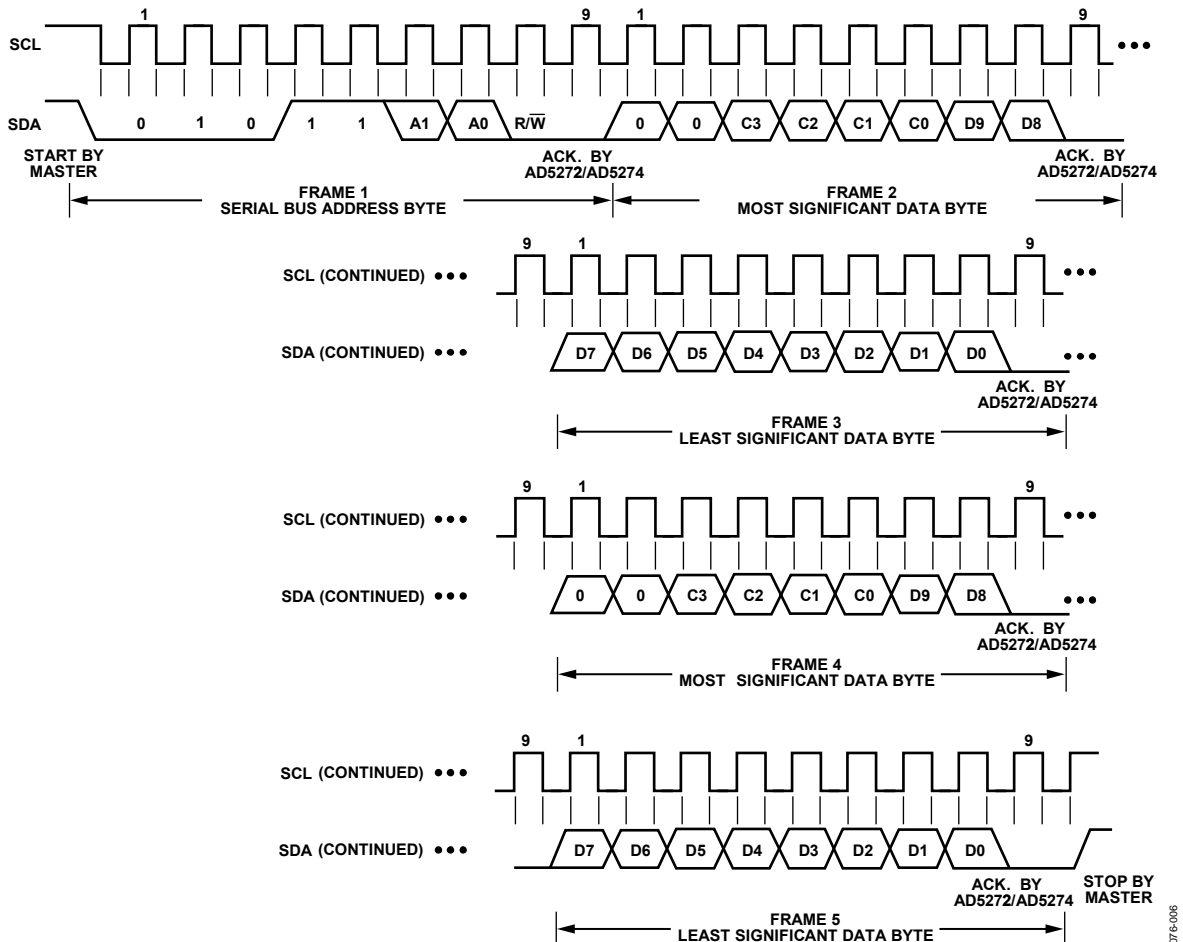 1 9 1 9
SCL
SDA 0 1 0 1 1 A1 A0 R/W̅ 0 0 C3 C2 C1 C0 D9 D8
START BY
MASTER
ACK. BY
AD5272/AD5274
ACK. BY
AD5272/AD5274
FRAME 1
SERIAL BUS ADDRESS BYTE
FRAME 2
MOST SIGNIFICANT DATA BYTE
9 1 9
SCL (CONTINUED)
SDA (CONTINUED) D7 D6 D5 D4 D3 D2 D1 D0
ACK. BY
AD5272/AD5274
FRAME 3
LEAST SIGNIFICANT DATA BYTE
9 1 9
SCL (CONTINUED)
SDA (CONTINUED) 0 0 C3 C2 C1 C0 D9 D8
ACK. BY
AD5272/AD5274
FRAME 4
MOST SIGNIFICANT DATA BYTE
9 1 9
SCL (CONTINUED)
SDA (CONTINUED) D7 D6 D5 D4 D3 D2 D1 D0
ACK. BY
AD5272/AD5274
STOP BY
MASTER
FRAME 5
LEAST SIGNIFICANT DATA BYTE